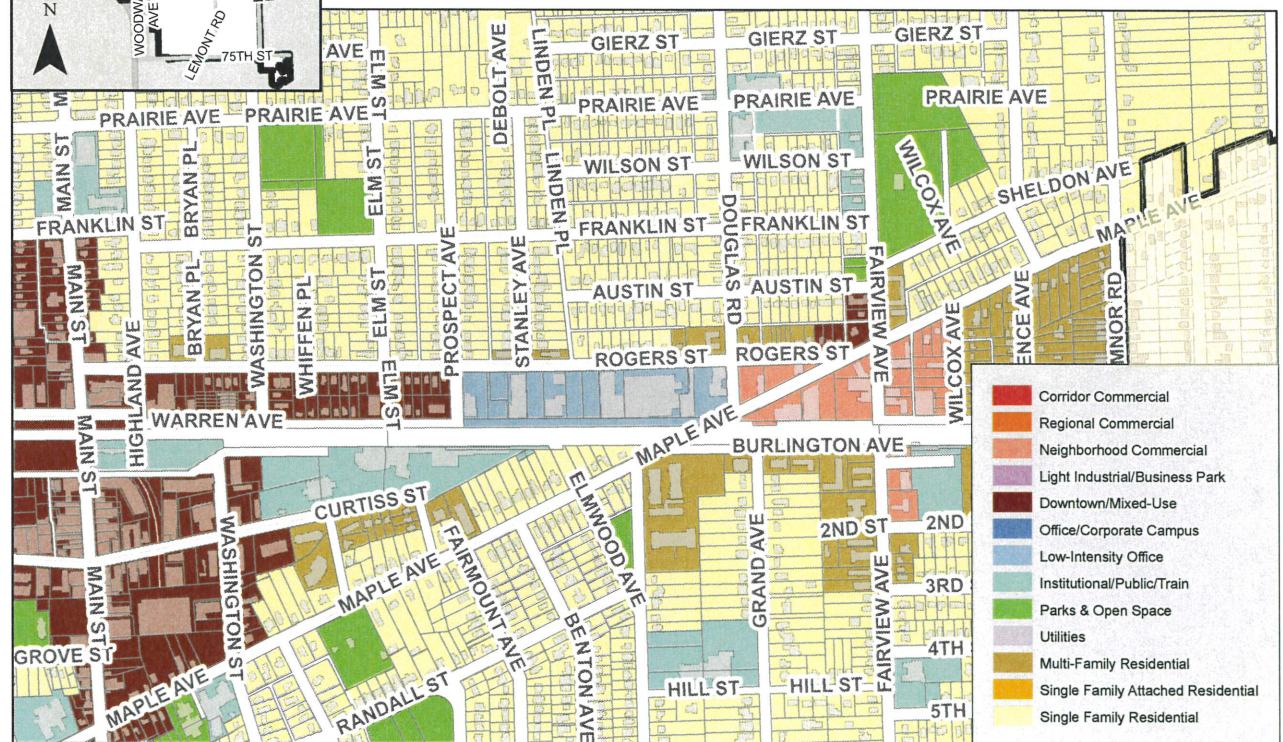 N
WOODWA
AVE
LEMONT RD
75TH ST
AVE
ELM ST
DEBOLT AVE
LINDEN PL
GIERZ ST
GIERZ ST
GIERZ ST
M
PRAIRIE AVE
PRAIRIE AVE
PRAIRIE AVE
PRAIRIE AVE
PRAIRIE AVE
MAIN ST
BRYAN PL
ELM ST
LINDEN PL
WILSON ST
WILSON ST
WILCOX AVE
SHELDON AVE
MAPLE AVE
FRANKLIN ST
FRANKLIN ST
FRANKLIN ST
DOUGLAS RD
MAIN ST
BRYAN PL
WASHINGTON ST
WHIFFEN PL
ELM ST
PROSPECT AVE
STANLEY AVE
AUSTIN ST
AUSTIN ST
FAIRVIEW AVE
HIGHLAND AVE
ELM ST
ROGERS ST
ROGERS ST
WILCOX AVE
ENCE AVE
MNOR RD
WARREN AVE
MAPLE AVE
BURLINGTON AVE
MAIN ST
CURTISS ST
WASHINGTON ST
FAIRMOUNT AVE
ELMWOOD AVE
GRAND AVE
2ND ST
2ND
FAIRVIEW AVE
3RD
MAPLE AVE
MAIN ST
BENTON AVE
GROVE ST
4TH
MAPLE AVE
RANDALL ST
HILL ST
HILL ST
5TH
Corridor Commercial
Regional Commercial
Neighborhood Commercial
Light Industrial/Business Park
Downtown/Mixed-Use
Office/Corporate Campus
Low-Intensity Office
Institutional/Public/Train
Parks & Open Space
Utilities
Multi-Family Residential
Single Family Attached Residential
Single Family Residential